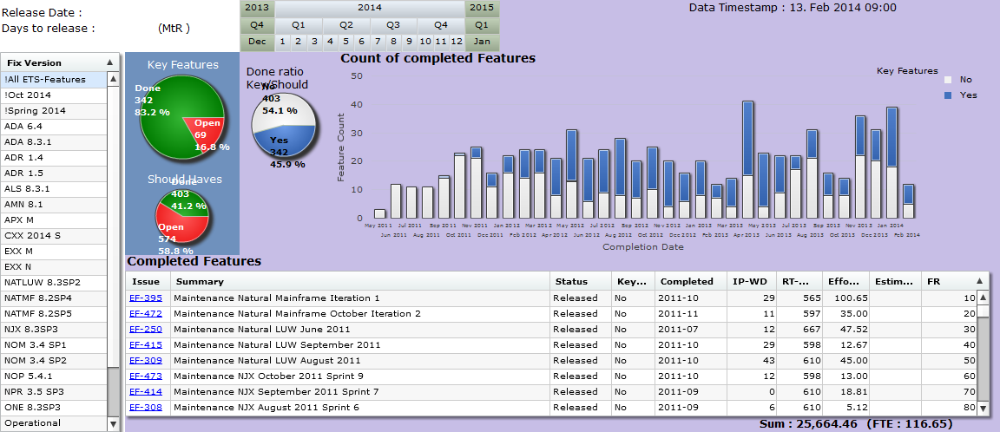 Release Date :
Days to release : (MtR )
2013 2014 2015
Q4 Q1 Q2 Q3 Q4 Q1
Dec 1 2 3 4 5 6 7 8 9 10 11 12 Jan
Data Timestamp : 13. Feb 2014 09:00
Fix Version
!All ETS-Features
!Oct 2014
!Spring 2014
ADA 6.4
ADA 8.3.1
ADR 1.4
ADR 1.5
ALS 8.3.1
AMN 8.1
APX M
CXX 2014 S
EXX M
EXX N
NATLUW 8.3SP2
NATMF 8.2SP4
NATMF 8.2SP5
NJX 8.3SP3
NOM 3.4 SP1
NOM 3.4 SP2
NOP 5.4.1
NPR 3.5 SP3
ONE 8.3SP3
Operational
Key Features
Done
342
83.2 %
Open
69
16.8 %
Should Haves
Done
403
41.2 %
Open
574
58.8 %
Done ratio
Key/Should
No
403
54.1 %
Yes
342
45.9 %
Count of completed Features
Key Features
No
Yes
Feature Count
50
40
30
20
10
0
May 2011 Jul 2011 Sep 2011 Nov 2011 Jan 2012 Mar 2012 May 2012 Jul 2012 Sep 2012 Nov 2012 Jan 2013 Mar 2013 May 2013 Jul 2013 Sep 2013 Nov 2013 Jan 2014
Jun 2011 Aug 2011 Oct 2011 Dec 2011 Feb 2012 Apr 2012 Jun 2012 Aug 2012 Oct 2012 Dec 2012 Feb 2013 Apr 2013 Jun 2013 Aug 2013 Oct 2013 Dec 2013 Feb 2014
Completion Date
Completed Features
Issue Summary Status Key... Completed IP-WD RT-... Effo... Estim... FR
EF-395 Maintenance Natural Mainframe Iteration 1 Released No 2011-10 29 565 100.65 10
EF-472 Maintenance Natural Mainframe October Iteration 2 Released No 2011-11 11 597 35.00 20
EF-250 Maintenance Natural LUW June 2011 Released No 2011-07 12 667 47.52 30
EF-415 Maintenance Natural LUW September 2011 Released No 2011-10 29 598 12.67 40
EF-309 Maintenance Natural LUW August 2011 Released No 2011-10 43 610 45.00 50
EF-473 Maintenance NJX October 2011 Sprint 9 Released No 2011-10 12 598 13.00 60
EF-414 Maintenance NJX September 2011 Sprint 7 Released No 2011-09 0 610 18.81 70
EF-308 Maintenance NJX August 2011 Sprint 6 Released No 2011-09 6 610 5.12 80
Sum : 25,664.46 (FTE : 116.65)